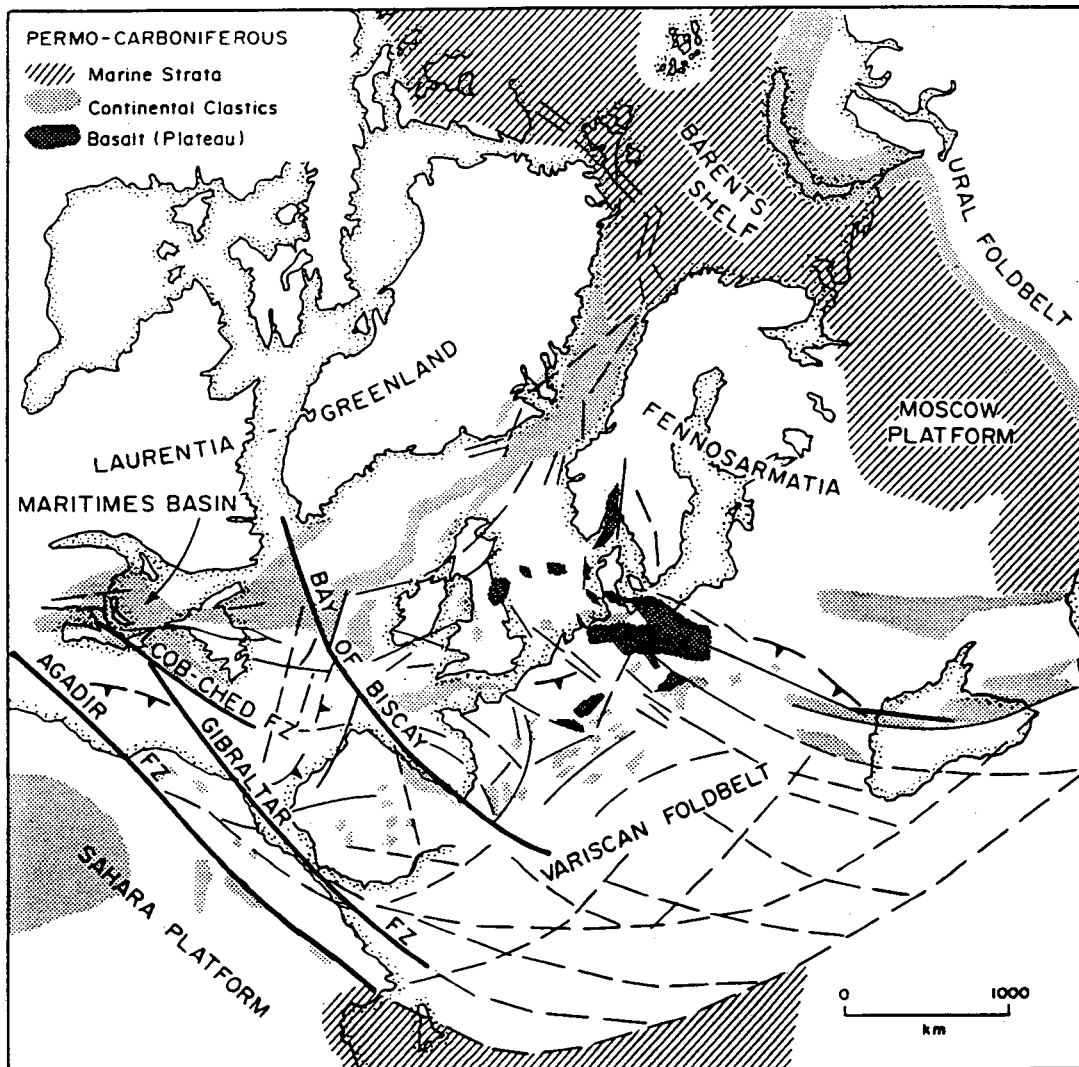 PERMO-CARBONIFEROUS
Marine Strata
Continental Clastics
Basalt (Plateau)
BARENTS
SHELF
URAL FOLDBELT
GREENLAND
LAURENTIA
MOSCOW
PLATFORM
FENNOSARMATIA
MARITIMES BASIN
BAY OF BISCAY
COB-CHED FZ
AGADIR FZ
GIBRALTAR FZ
VARISCAN FOLDBELT
SAHARA PLATFORM
0 1000
km